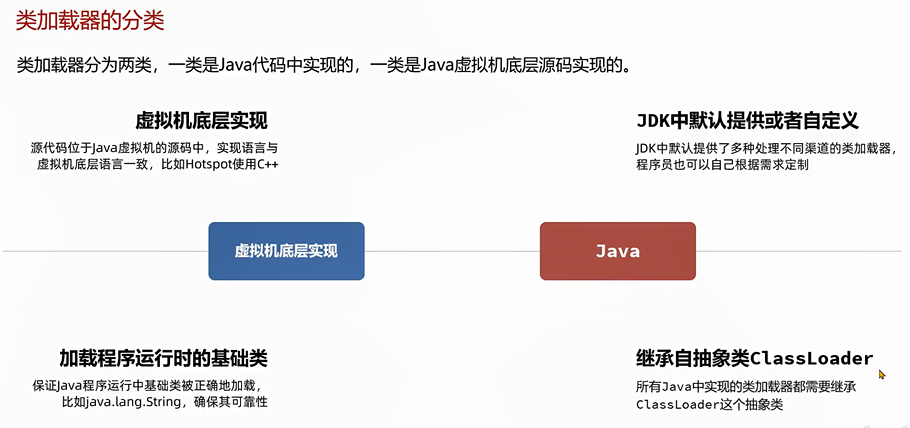 类加载器的分类
类加载器分为两类，一类是Java代码中实现的，一类是Java虚拟机底层源码实现的。
虚拟机底层实现
源代码位于Java虚拟机的源码中，实现语言与
虚拟机底层语言一致，比如Hotspot使用C++
JDK中默认提供或者自定义
JDK中默认提供了多种处理不同渠道的类加载器，
程序员也可以自己根据需求定制
虚拟机底层实现
Java
加载程序运行时的基础类
保证Java程序运行中基础类被正确地加载，
比如java.lang.String，确保其可靠性
继承自抽象类ClassLoader
所有Java中实现的类加载器都需要继承
ClassLoader这个抽象类